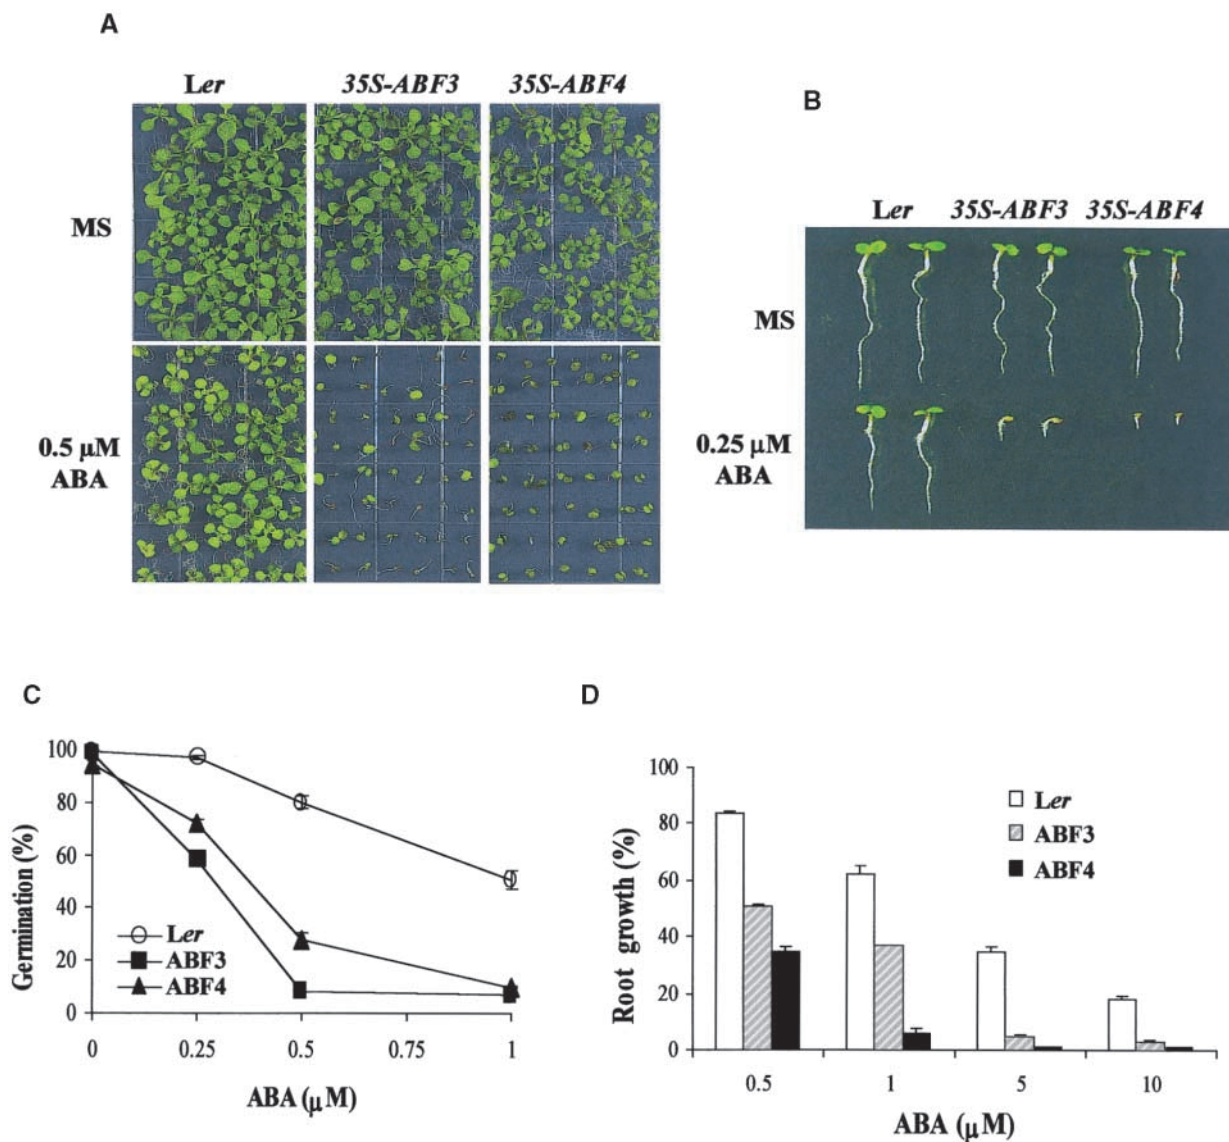 A
Ler 35S-ABF3 35S-ABF4
MS
0.5 μM
ABA
B
Ler 35S-ABF3 35S-ABF4
MS
0.25 μM
ABA
C
Germination (%)
100
80
60
40
20
0
Ler
ABF3
ABF4
0 0.25 0.5 0.75 1
ABA (μM)
D
Root growth (%)
100
80
60
40
20
0
Ler
ABF3
ABF4
0.5 1 5 10
ABA (μM)